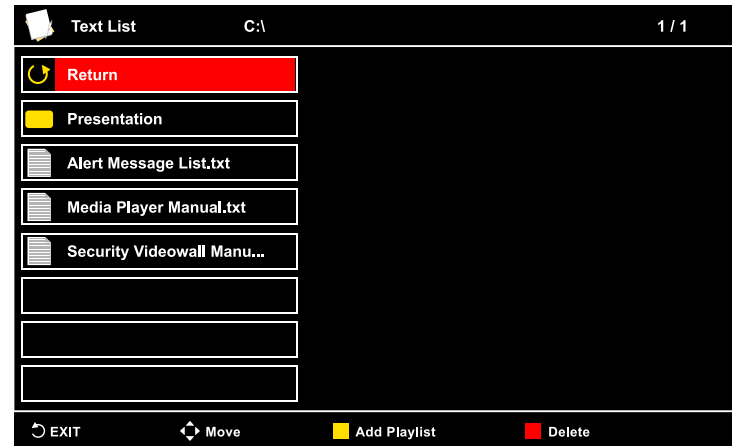 Text List C:\ 1 / 1
Return
Presentation
Alert Message List.txt
Media Player Manual.txt
Security Videowall Manu...
EXIT Move Add Playlist Delete